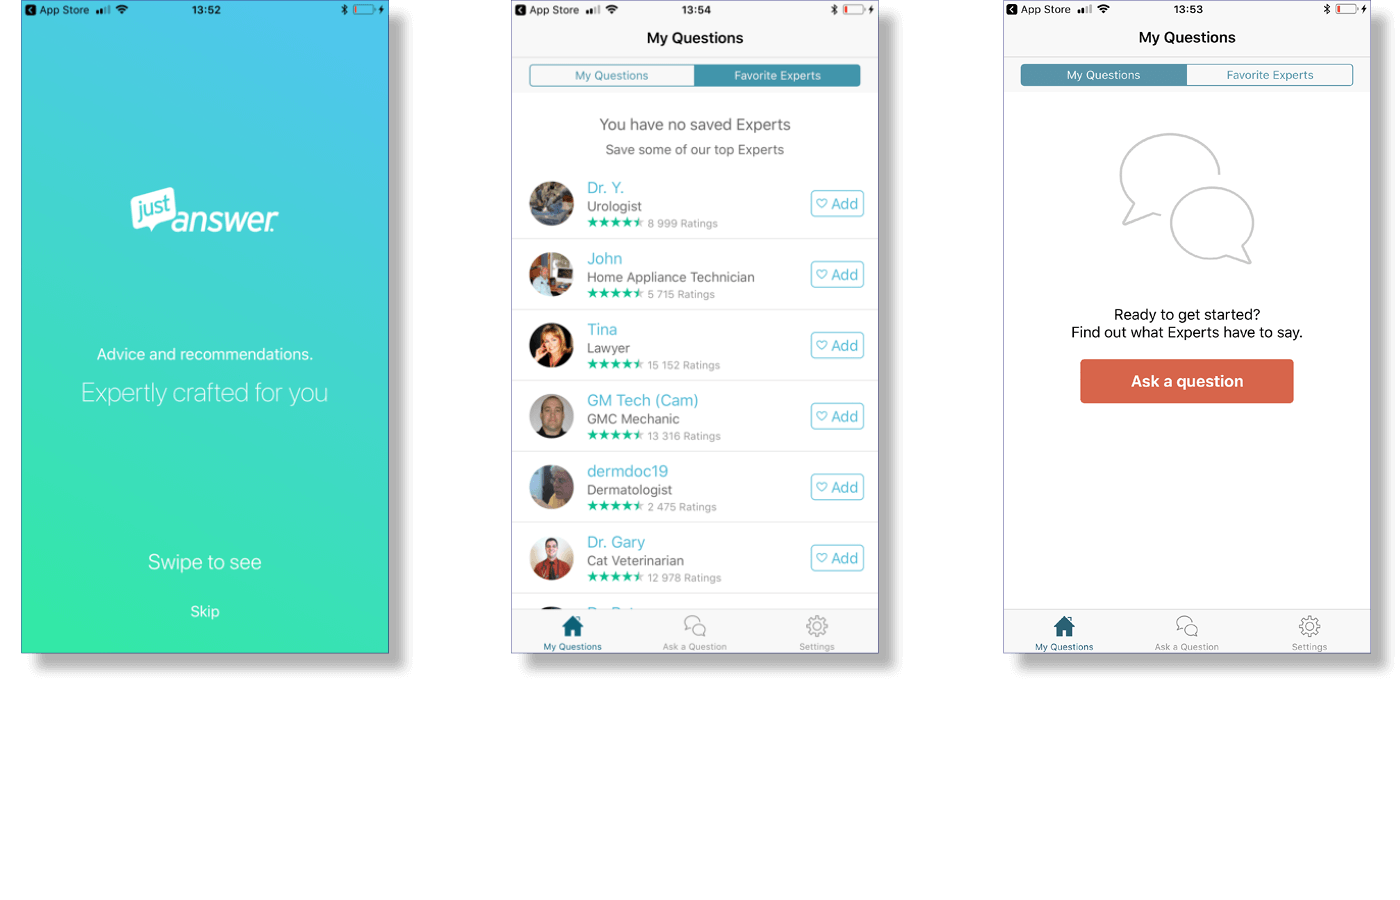 App Store
13:52
just
answer
Advice and recommendations.
Expertly crafted for you
Swipe to see
Skip
App Store
13:54
My Questions
My Questions
Favorite Experts
You have no saved Experts
Save some of our top Experts
Dr. Y.
Urologist
8 999 Ratings
Add
John
Home Appliance Technician
5 715 Ratings
Add
Tina
Lawyer
15 152 Ratings
Add
GM Tech (Cam)
GMC Mechanic
13 316 Ratings
Add
dermdoc19
Dermatologist
2 475 Ratings
Add
Dr. Gary
Cat Veterinarian
12 978 Ratings
Add
My Questions
Ask a Question
Settings
App Store
13:53
My Questions
My Questions
Favorite Experts
Ready to get started?
Find out what Experts have to say.
Ask a question
My Questions
Ask a Question
Settings